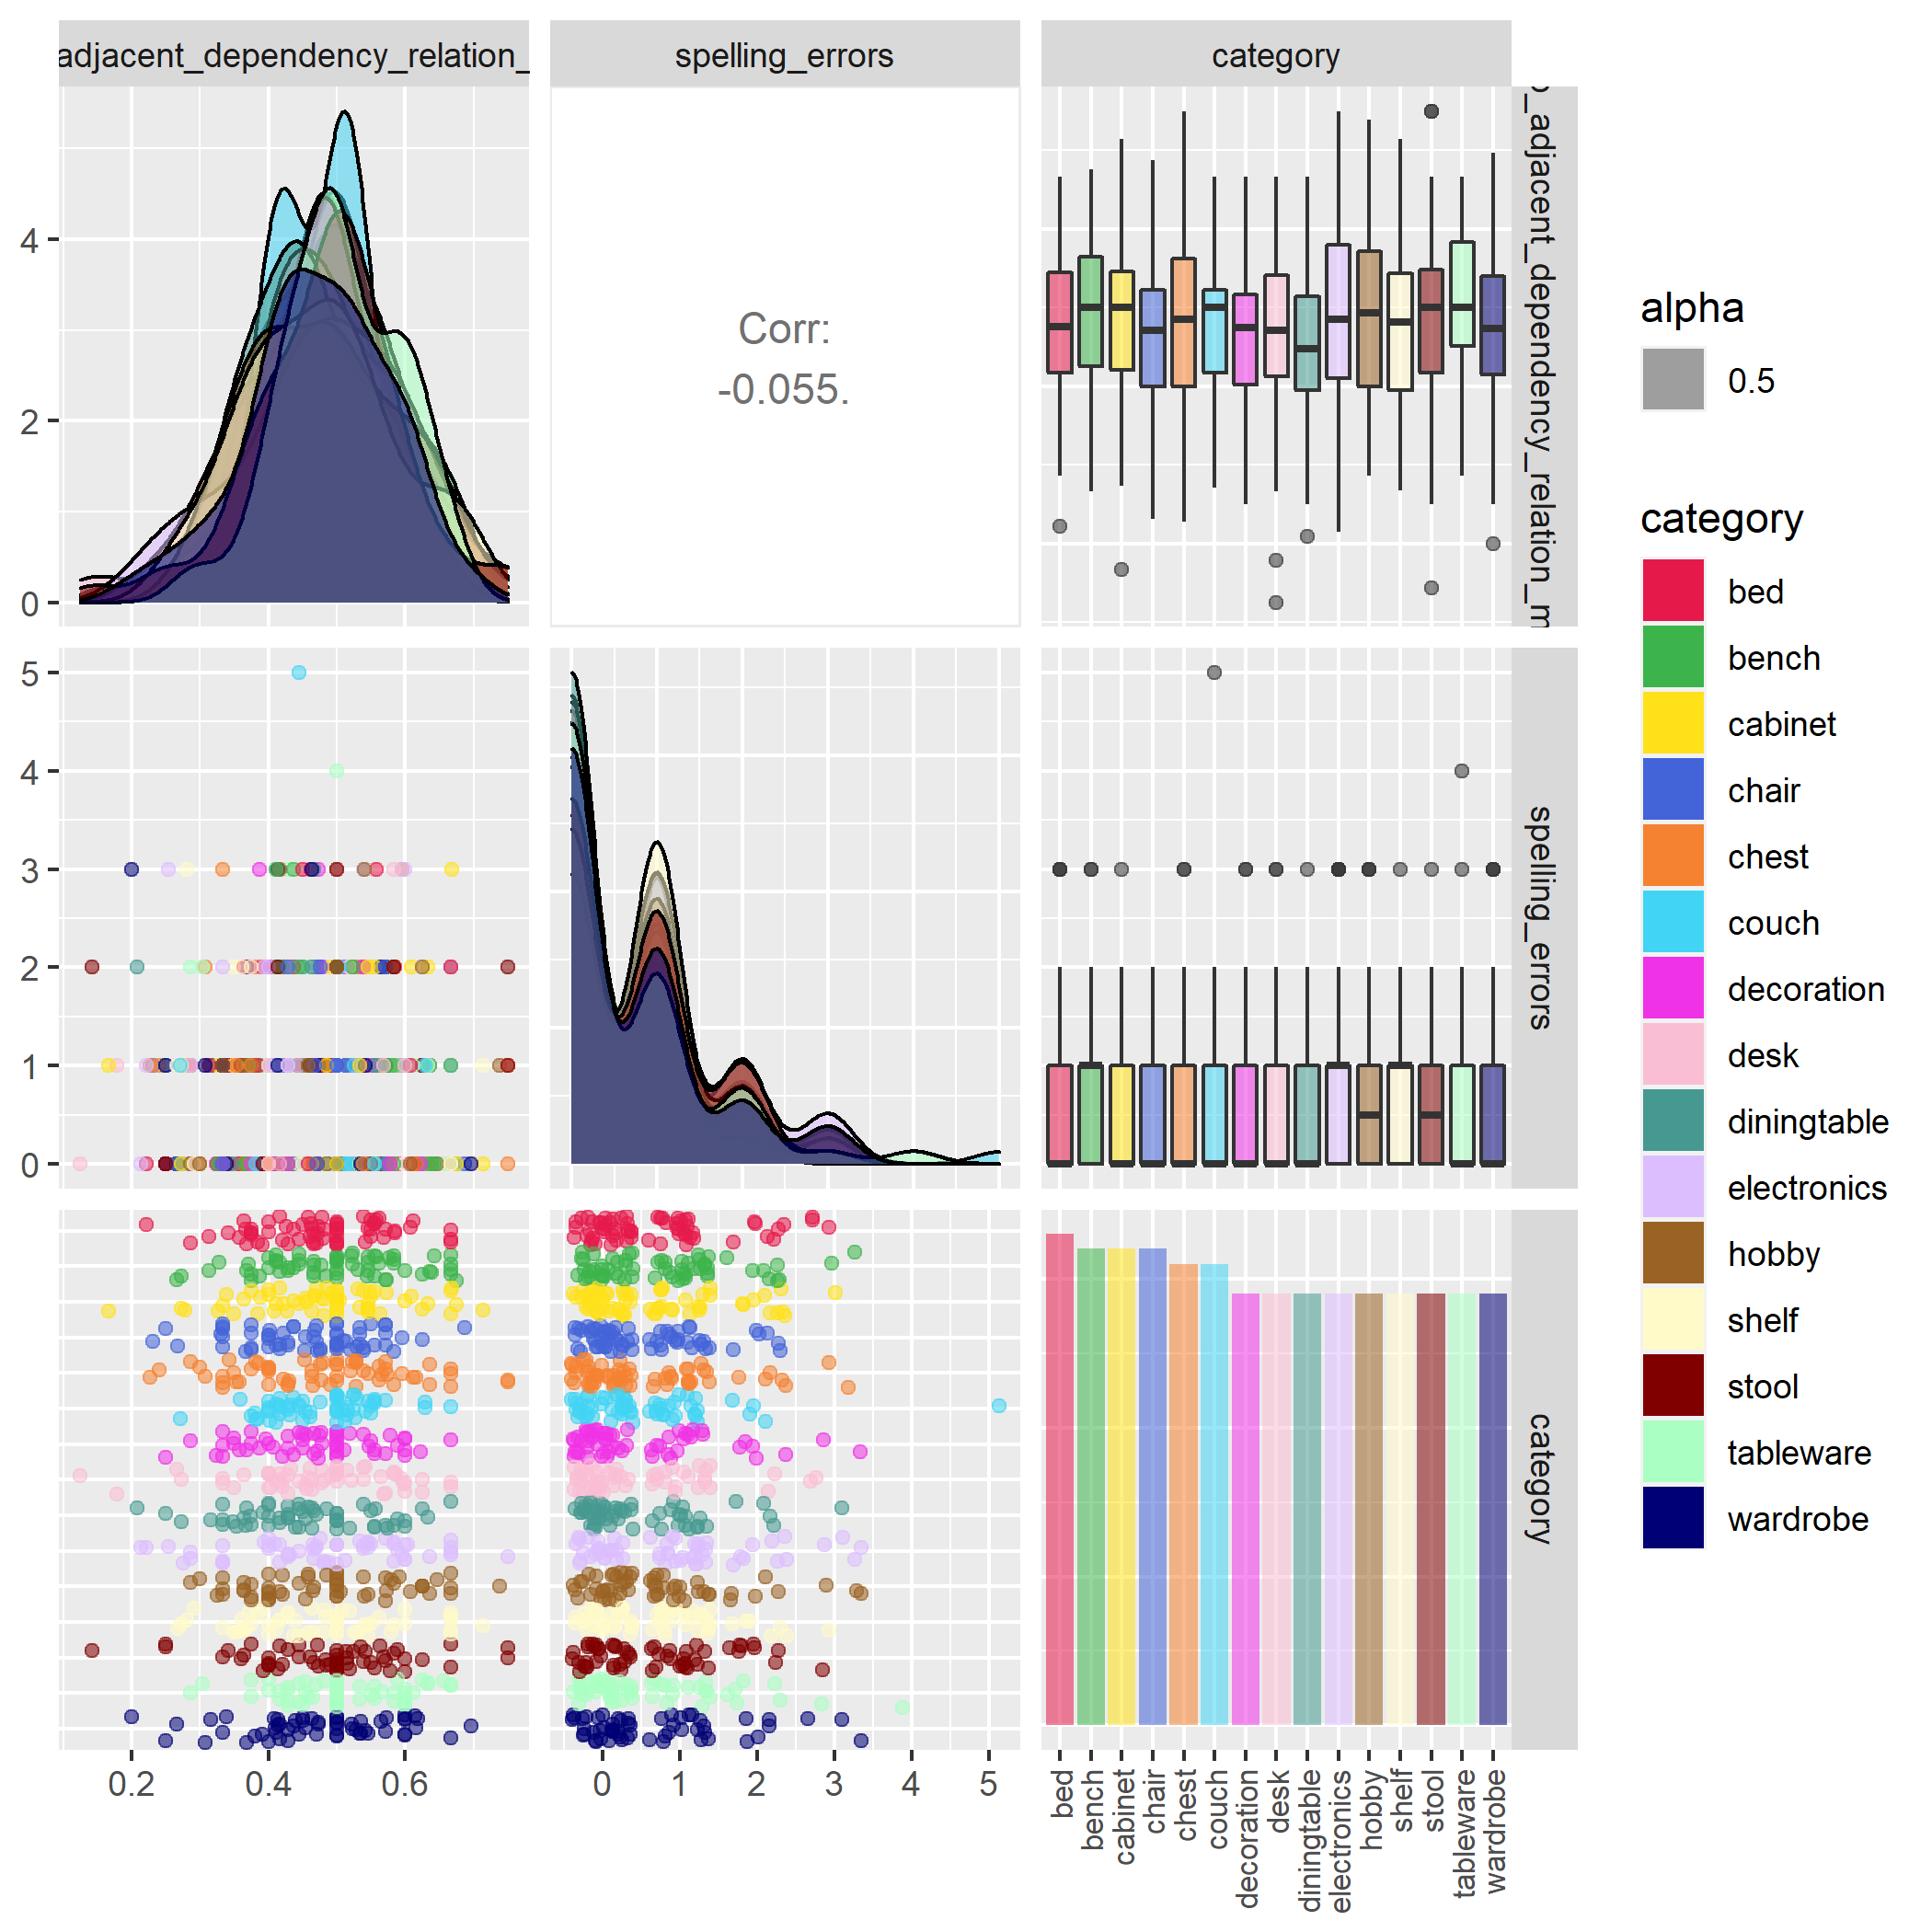 adjacent_dependency_relation_
spelling_errors
category
4
2
0
Corr:
-0.055.
_adjacent_dependency_relation_m
5
4
3
2
1
0
spelling_errors
category
0.2
0.4
0.6
0
1
2
3
4
5
bed
bench
cabinet
chair
chest
couch
decoration
desk
diningtable
electronics
hobby
shelf
stool
tableware
wardrobe
alpha
0.5
category
bed
bench
cabinet
chair
chest
couch
decoration
desk
diningtable
electronics
hobby
shelf
stool
tableware
wardrobe